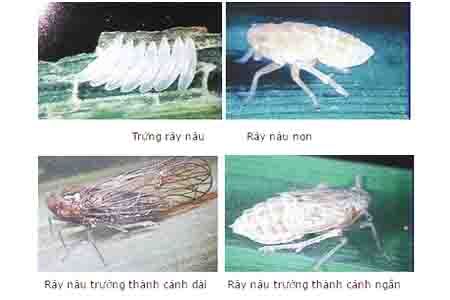 Trứng rầy nâu
Rầy nâu non
Rầy nâu trưởng thành cánh dài
Rầy nâu trưởng thành cánh ngắn